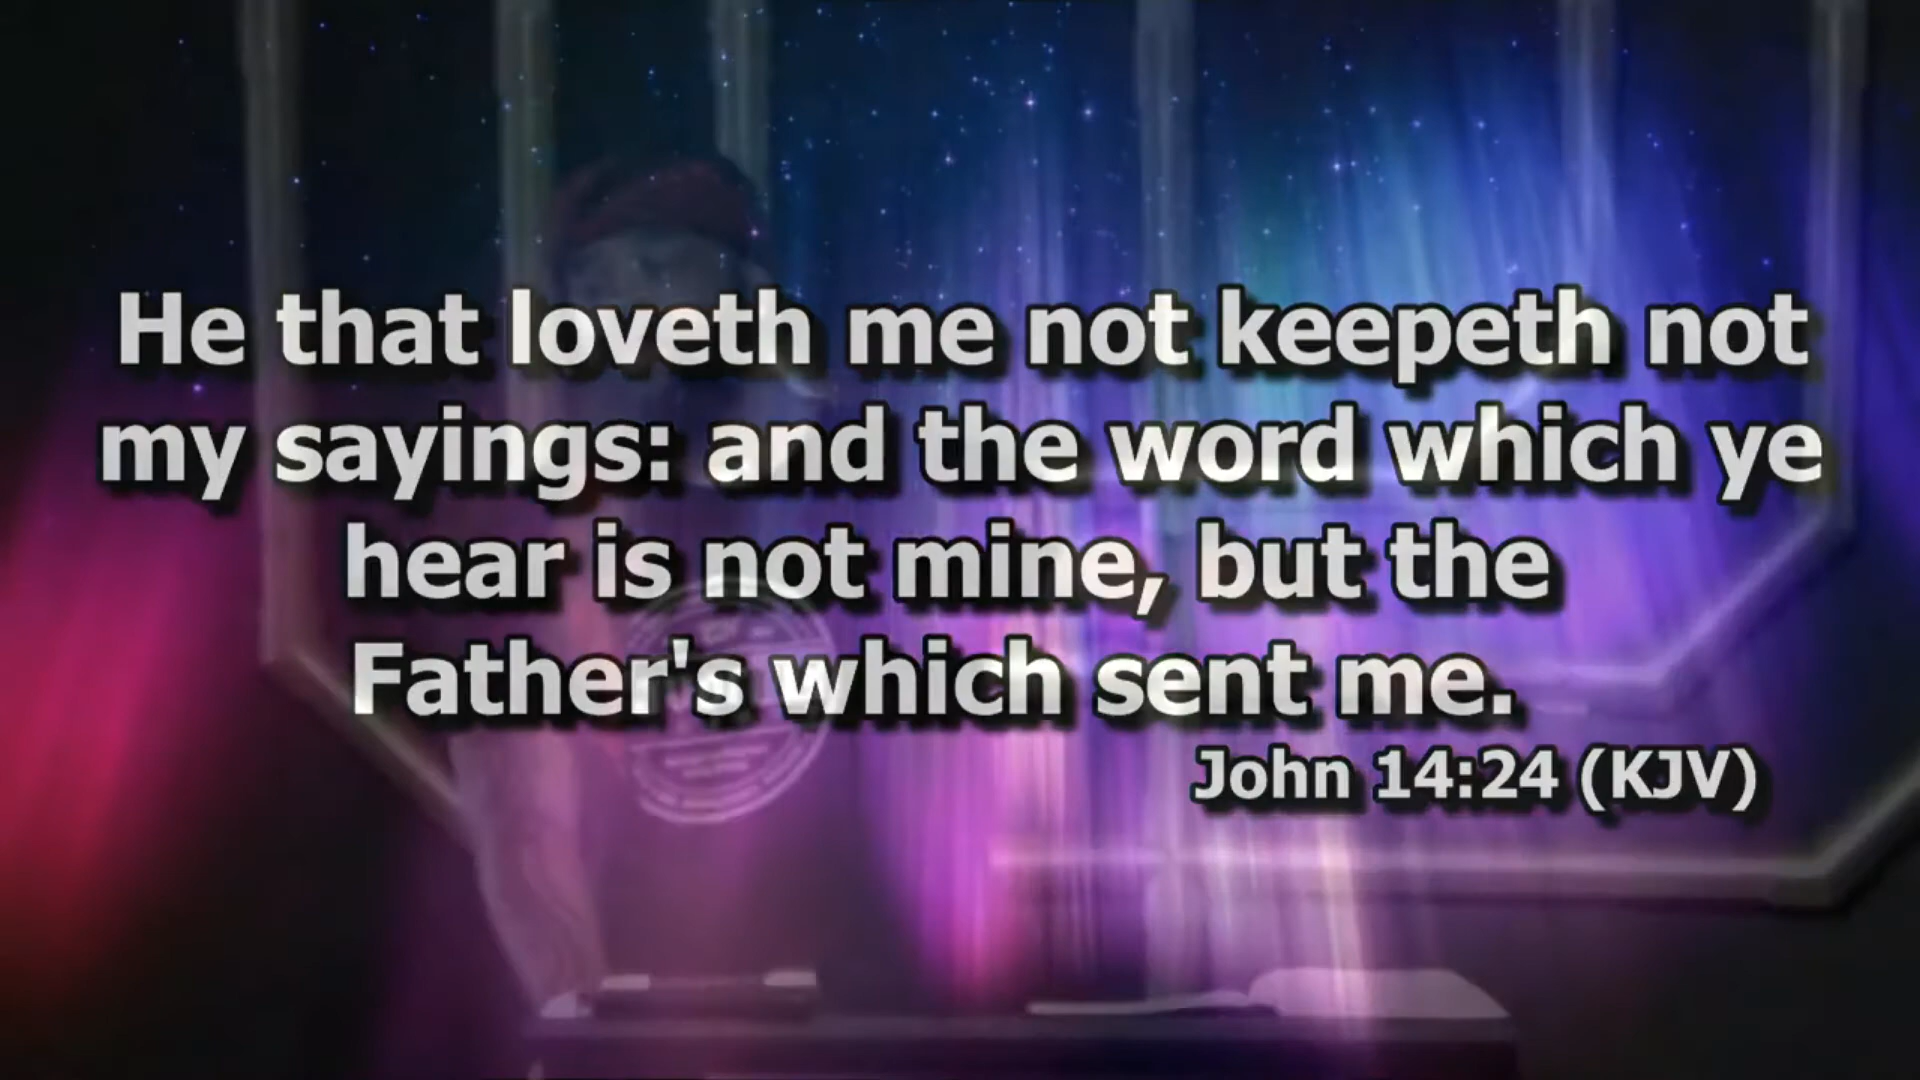 He that loveth me not keepeth not
my sayings: and the word which ye
hear is not mine, but the
Father's which sent me.
John 14:24 (KJV)